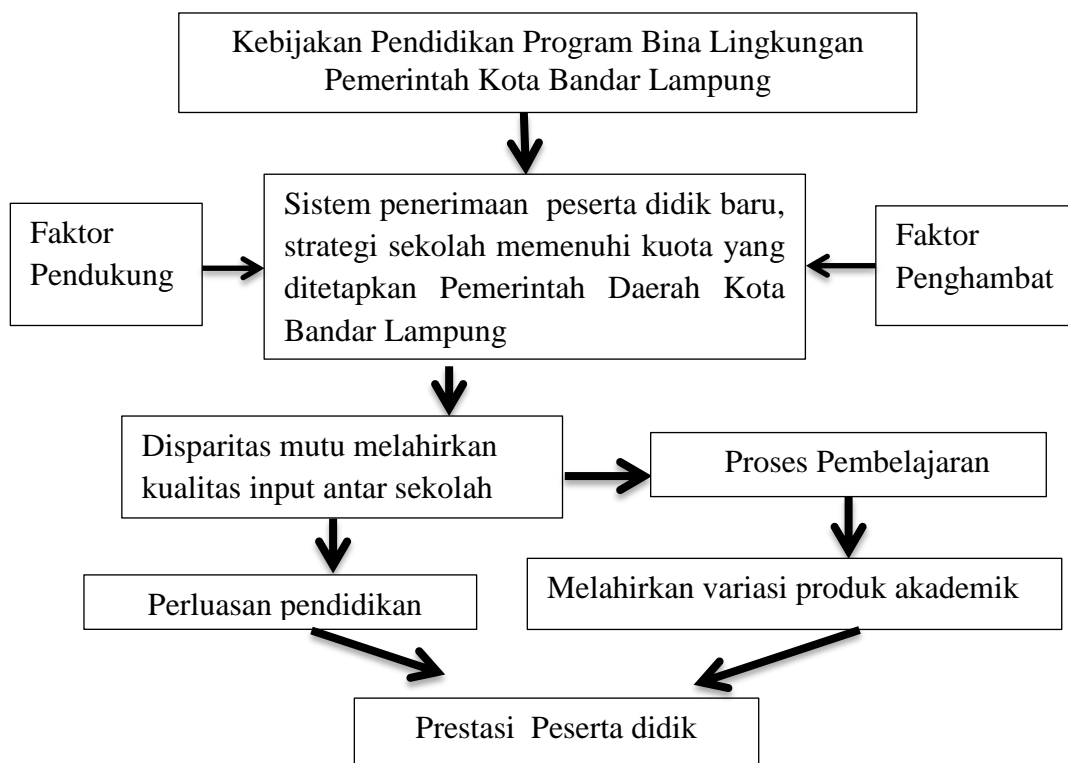 Kebijakan Pendidikan Program Bina Lingkungan
Pemerintah Kota Bandar Lampung
Faktor
Pendukung
Sistem penerimaan peserta didik baru,
strategi sekolah memenuhi kuota yang
ditetapkan Pemerintah Daerah Kota
Bandar Lampung
Faktor
Penghambat
Disparitas mutu melahirkan
kualitas input antar sekolah
Proses Pembelajaran
Perluasan pendidikan
Melahirkan variasi produk akademik
Prestasi Peserta didik